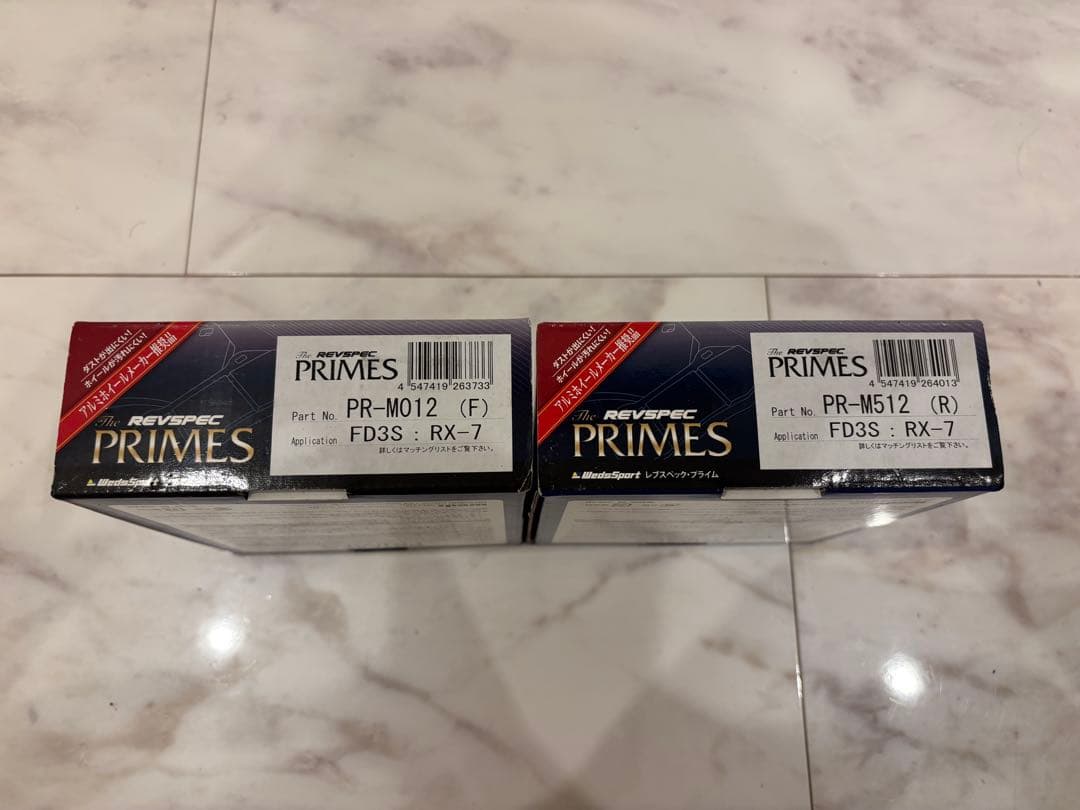 ダストが出にくい!
ホイールが汚れにくい!
アルミホイールメーカー推奨品
The REVSPEC
PRIMES
WedsSport
The REVSPEC
PRIMES
4 547419 263733
Part No. PR-M012 (F)
Application FD3S : RX-7
詳しくはマッチングリストをご覧下さい。
ダストが出にくい!
ホイールが汚れにくい!
アルミホイールメーカー推奨品
The REVSPEC
PRIMES
WedsSport レブスペック・プライム
The REVSPEC
PRIMES
4 547419 264013
Part No. PR-M512 (R)
Application FD3S : RX-7
詳しくはマッチングリストをご覧下さい。